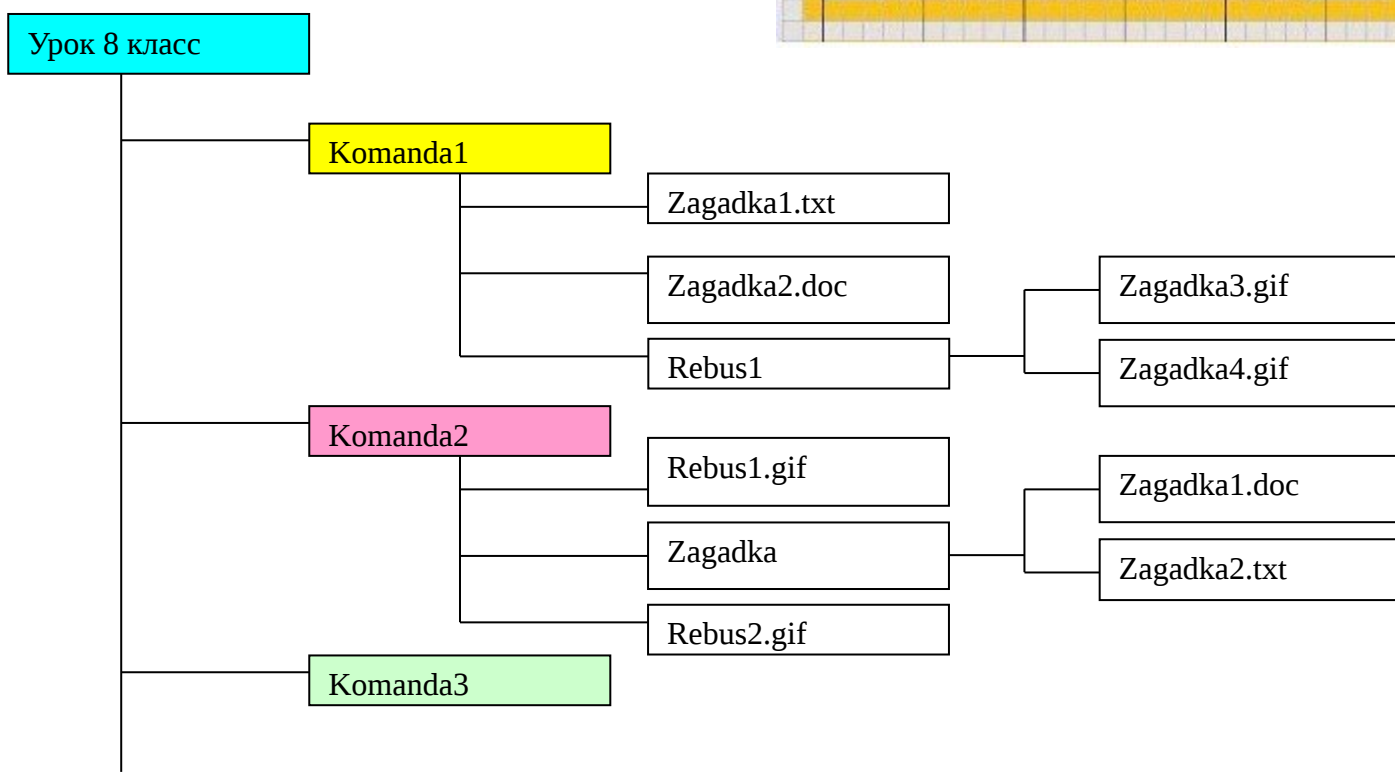 Урок 8 класс
Komanda1
Zagadka1.txt
Zagadka2.doc
Rebus1
Zagadka3.gif
Zagadka4.gif
Komanda2
Rebus1.gif
Zagadka
Rebus2.gif
Zagadka1.doc
Zagadka2.txt
Komanda3